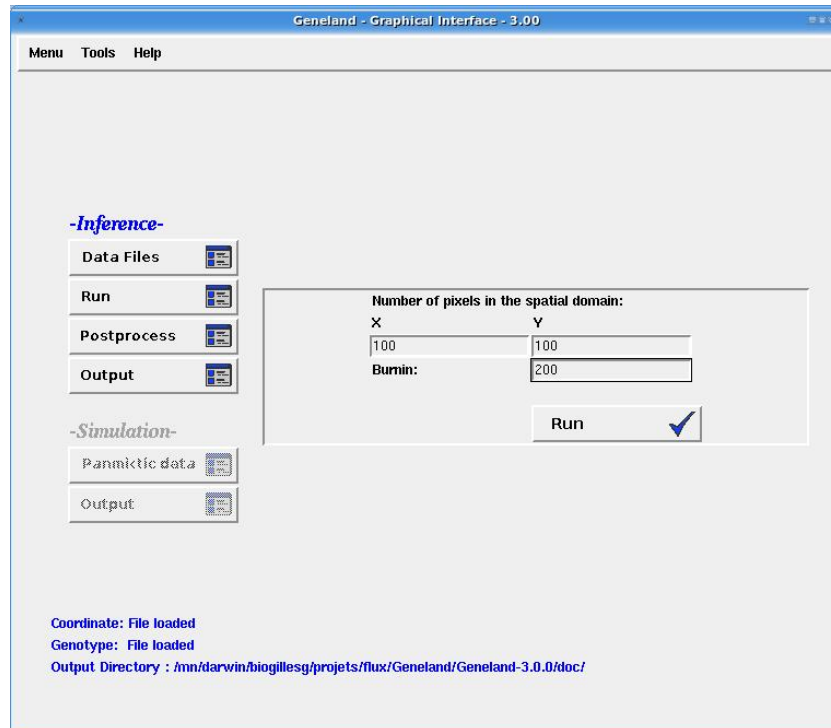 Geneland - Graphical Interface - 3.00
Menu Tools Help
-Inference-
Data Files
Run
Postprocess
Output
Number of pixels in the spatial domain:
X Y
100 100
Burnin: 200
Run
-Simulation-
Panmictic data
Output
Coordinate: File loaded
Genotype: File loaded
Output Directory : /mn/darwin/biogillesg/projets/flux/Geneland/Geneland-3.0.0/doc/